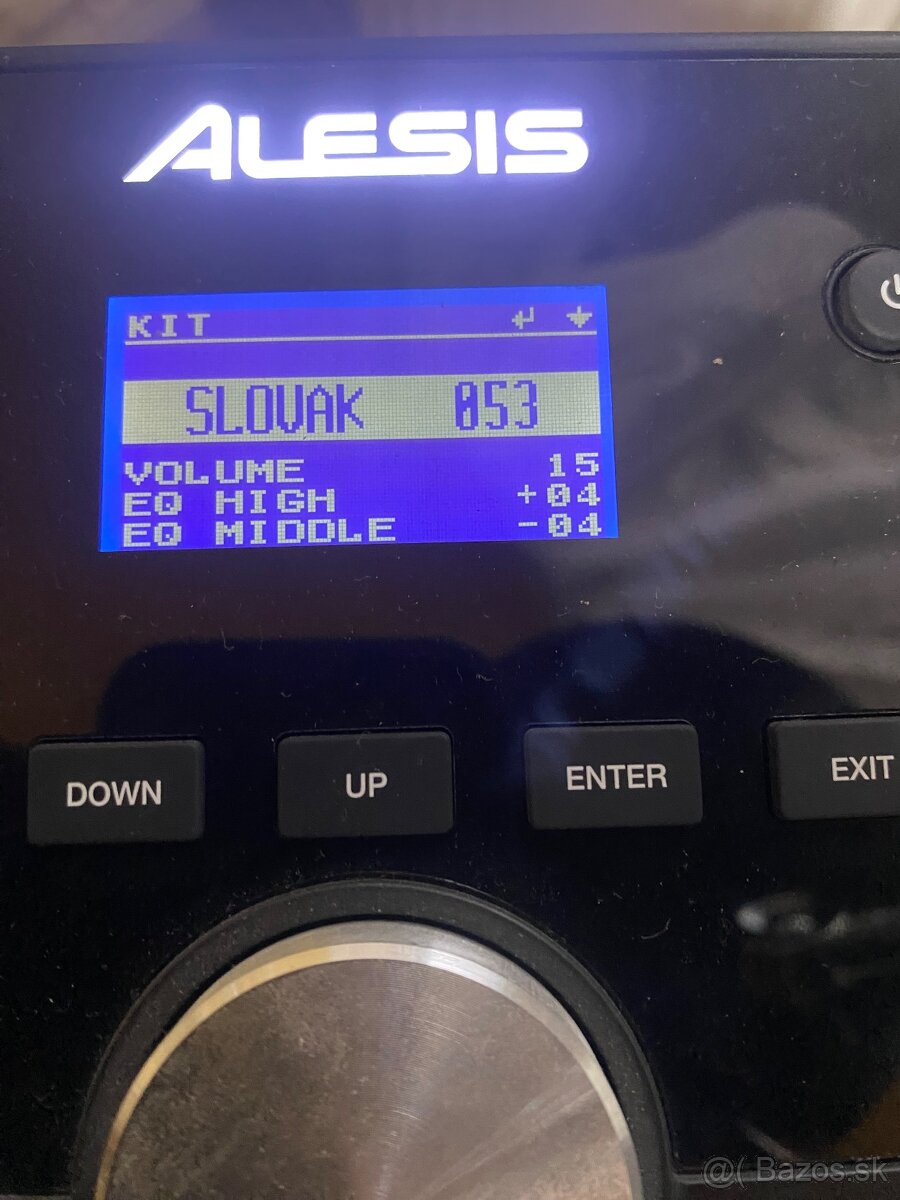 ALESIS
KIT
SLOVAK 053
VOLUME 15
EQ HIGH +04
EQ MIDDLE -04
DOWN UP ENTER EXIT
@( Bazos.sk